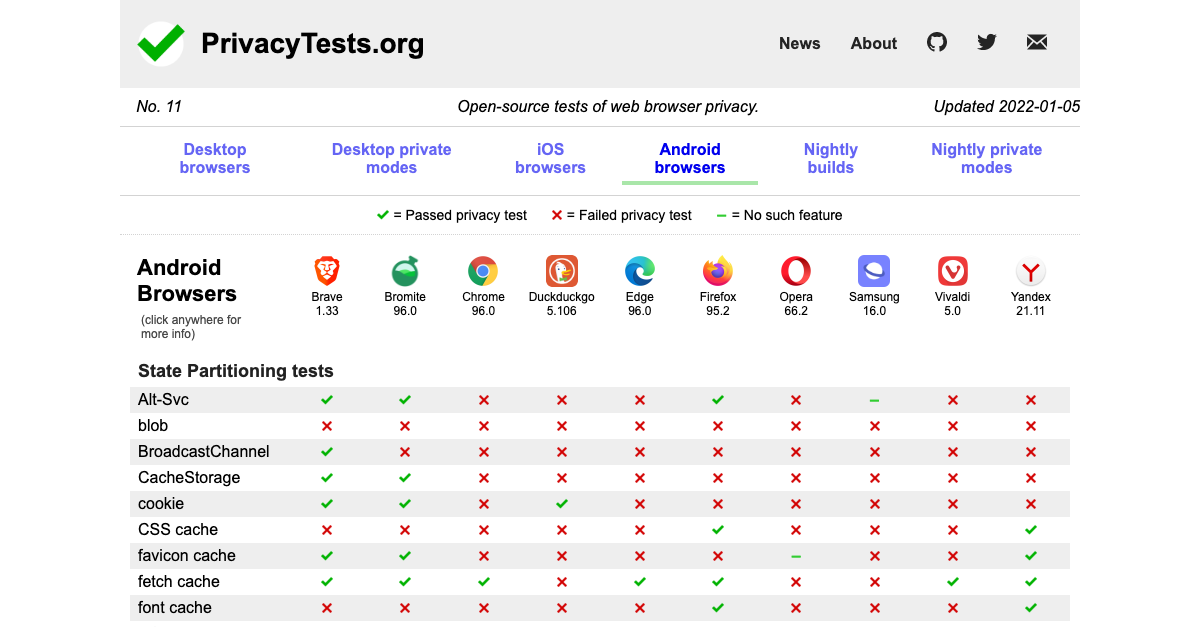 PrivacyTests.org
News About
No. 11 Open-source tests of web browser privacy. Updated 2022-01-05
Desktop browsers Desktop private modes iOS browsers Android browsers Nightly builds Nightly private modes
✓ = Passed privacy test ✕ = Failed privacy test – = No such feature
Android
Browsers
(click anywhere for
more info)
Brave Bromite Chrome Duckduckgo Edge Firefox Opera Samsung Vivaldi Yandex
1.33 96.0 96.0 5.106 96.0 95.2 66.2 16.0 5.0 21.11
State Partitioning tests
Alt-Svc ✓ ✓ ✕ ✕ ✕ ✓ ✕ – ✕ ✕
blob ✕ ✕ ✕ ✕ ✕ ✕ ✕ ✕ ✕ ✕
BroadcastChannel ✓ ✕ ✕ ✕ ✕ ✕ ✕ ✕ ✕ ✕
CacheStorage ✓ ✓ ✕ ✕ ✕ ✕ ✕ ✕ ✕ ✕
cookie ✓ ✓ ✕ ✓ ✕ ✕ ✕ ✕ ✕ ✕
CSS cache ✕ ✕ ✕ ✕ ✕ ✓ ✕ ✕ ✕ ✓
favicon cache ✓ ✓ ✕ ✕ ✕ ✕ – ✕ ✕ ✓
fetch cache ✓ ✓ ✓ ✕ ✓ ✓ ✕ ✕ ✓ ✓
font cache ✕ ✕ ✕ ✕ ✕ ✓ ✕ ✕ ✕ ✓